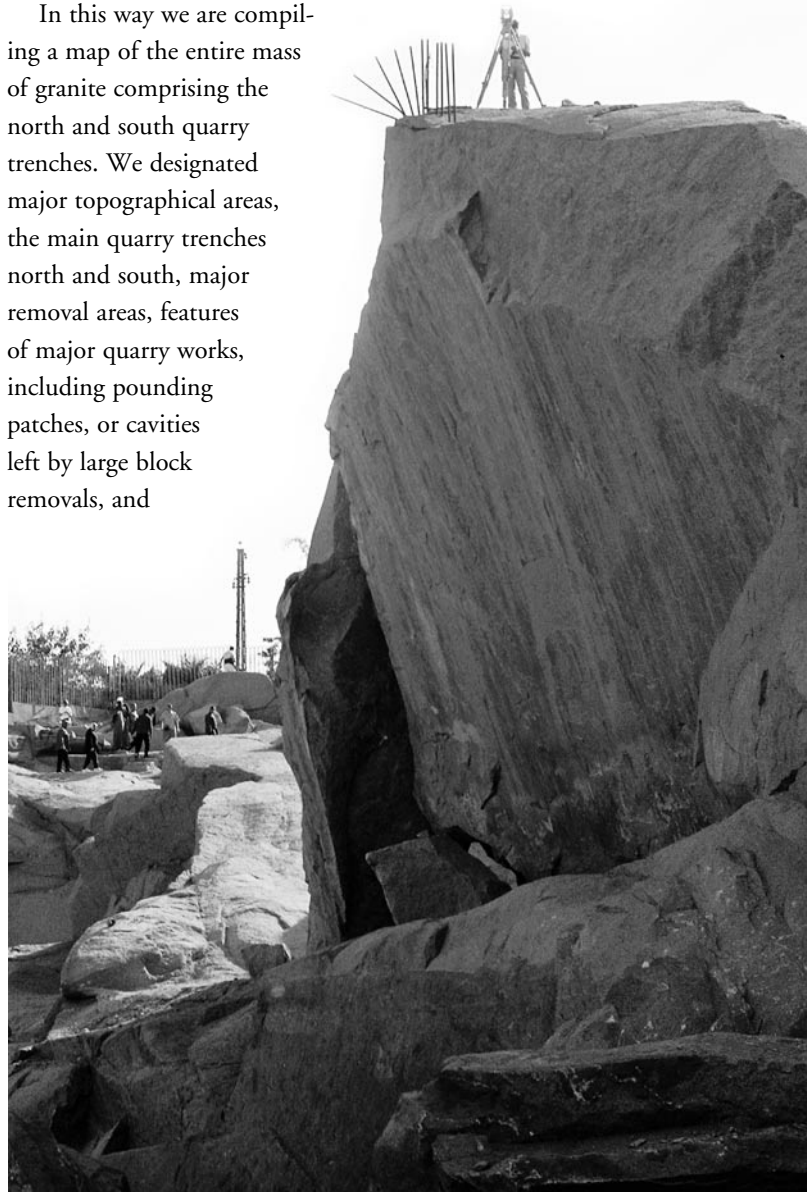 In this way we are compil-
ing a map of the entire mass
of granite comprising the
north and south quarry
trenches. We designated
major topographical areas,
the main quarry trenches
north and south, major
removal areas, features
of major quarry works,
including pounding
patches, or cavities
left by large block
removals, and